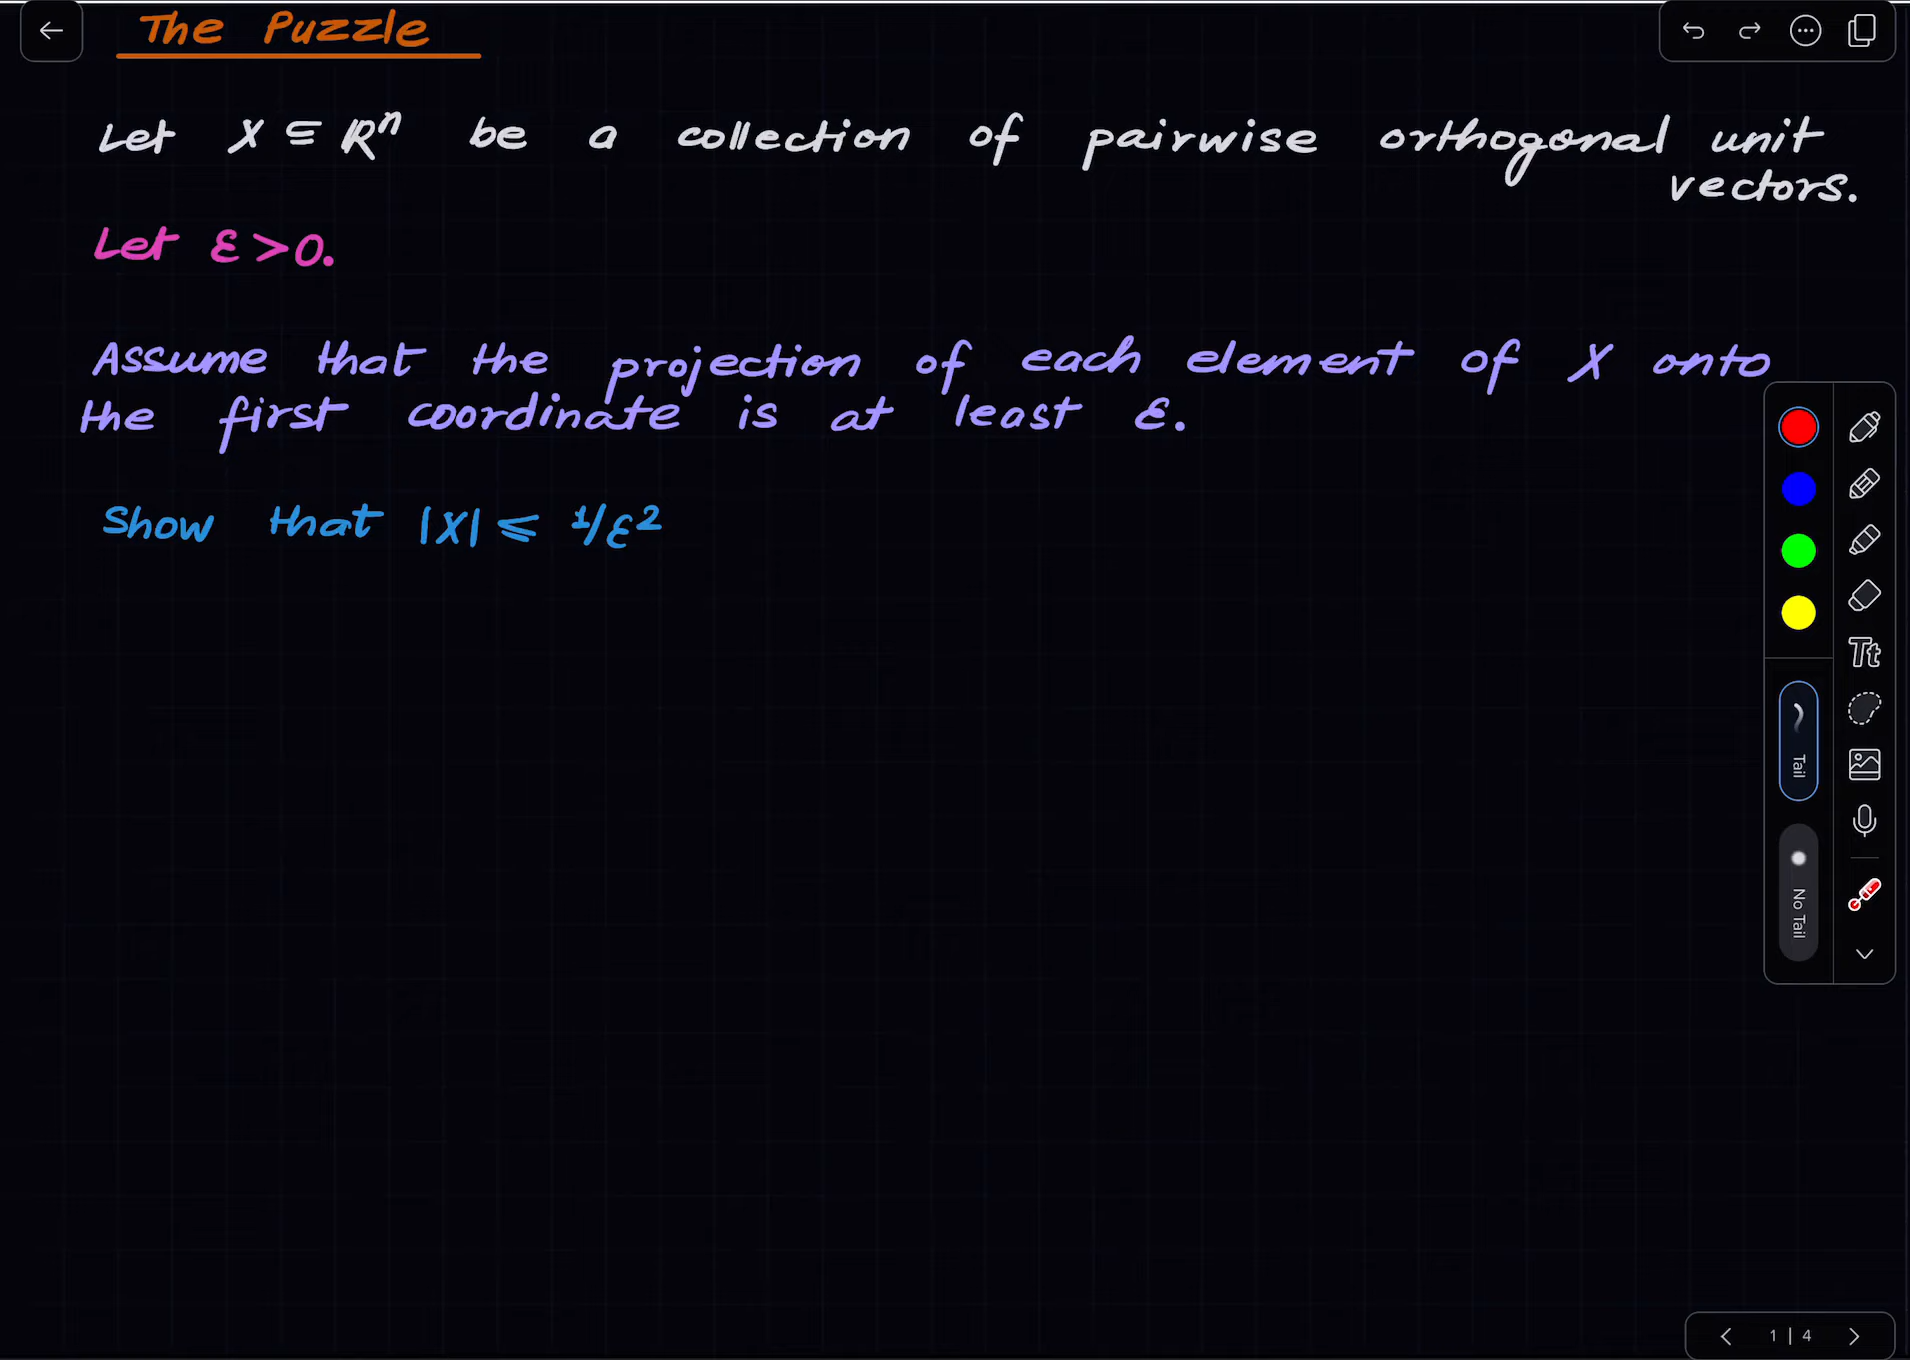 The Puzzle
Let X ⊆ ℝⁿ be a collection of pairwise orthogonal unit
vectors.
Let ε > 0.
Assume that the projection of each element of X onto
the first coordinate is at least ε.
Show that |X| ⩽ 1/ε²
Tt
Tail
No Tail
1 | 4